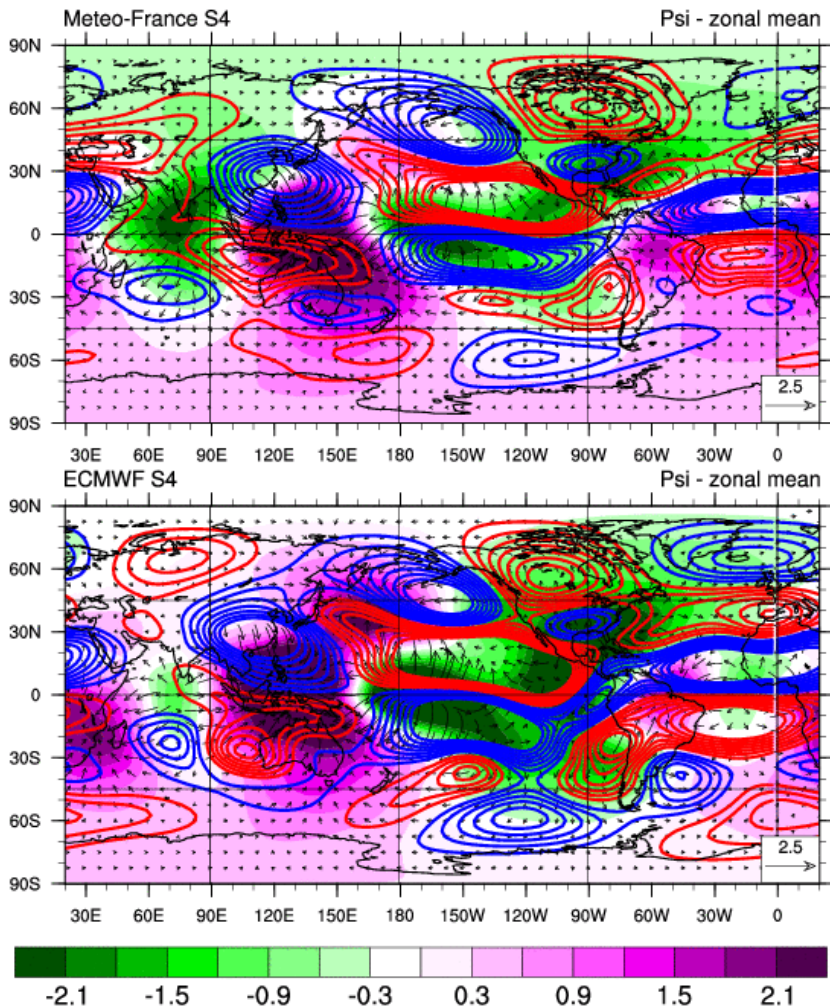 Meteo-France S4 Psi - zonal mean
90N
60N
30N
0
30S
60S
90S
2.5
30E 60E 90E 120E 150E 180 150W 120W 90W 60W 30W 0
ECMWF S4 Psi - zonal mean
90N
60N
30N
0
30S
60S
90S
2.5
30E 60E 90E 120E 150E 180 150W 120W 90W 60W 30W 0
-2.1 -1.5 -0.9 -0.3 0.3 0.9 1.5 2.1